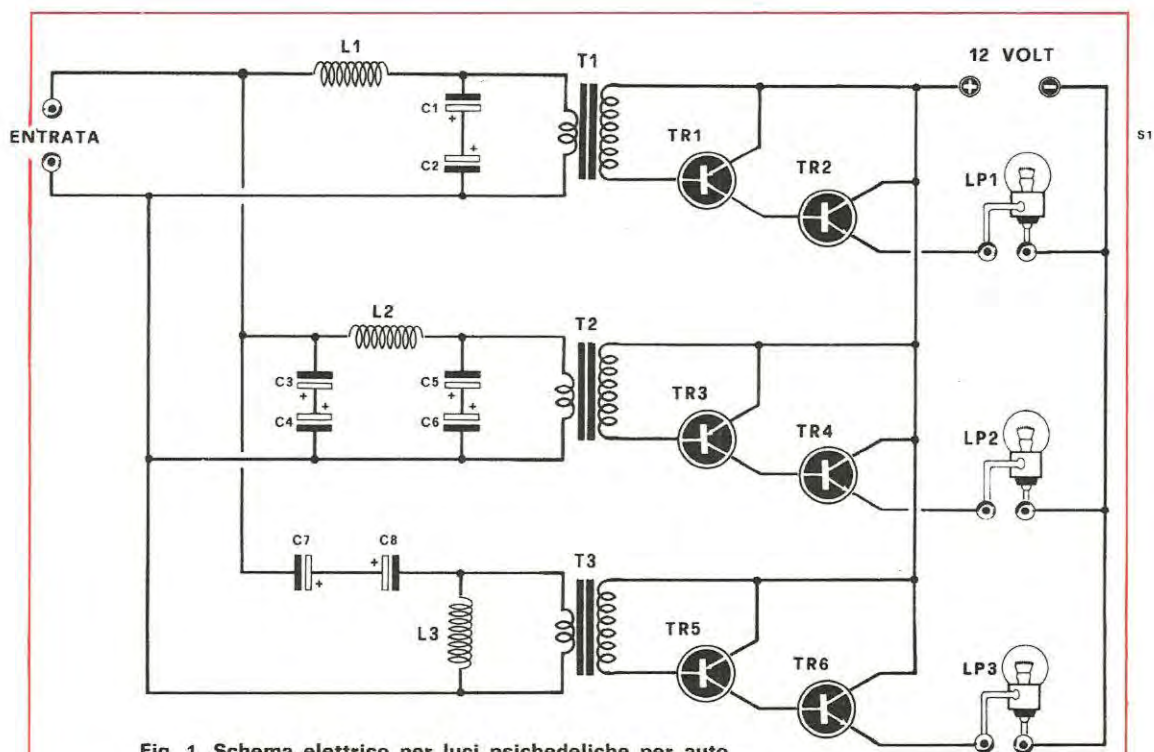 L1
T1
12 VOLT
C1
+
ENTRATA
+
C2
TR1
TR2
LP1
S1
L2
T2
C3
C5
+
+
+
+
C4
C6
TR3
TR4
LP2
C7
C8
+
+
T3
L3
TR5
TR6
LP3
Fig. 1 Schema elettrico per luci psichedeliche per auto